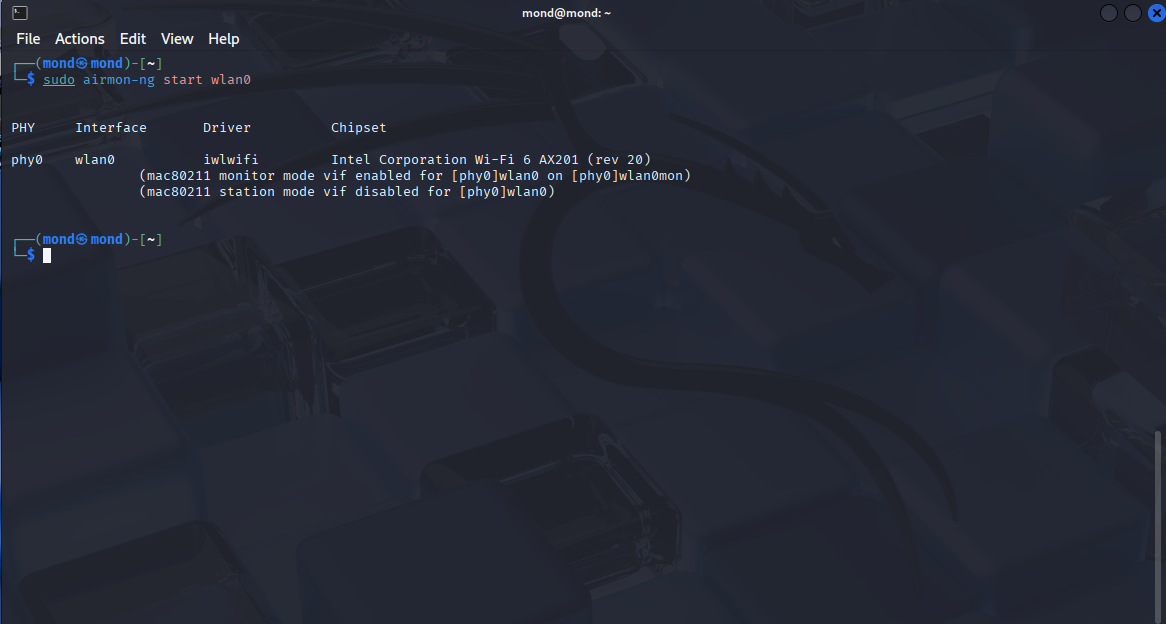 mond@mond: ~
File Actions Edit View Help
┌──(mond㉿mond)-[~]
└─$ sudo airmon-ng start wlan0
PHY Interface Driver Chipset
phy0 wlan0 iwlwifi Intel Corporation Wi-Fi 6 AX201 (rev 20)
(mac80211 monitor mode vif enabled for [phy0]wlan0 on [phy0]wlan0mon)
(mac80211 station mode vif disabled for [phy0]wlan0)
┌──(mond㉿mond)-[~]
└─$